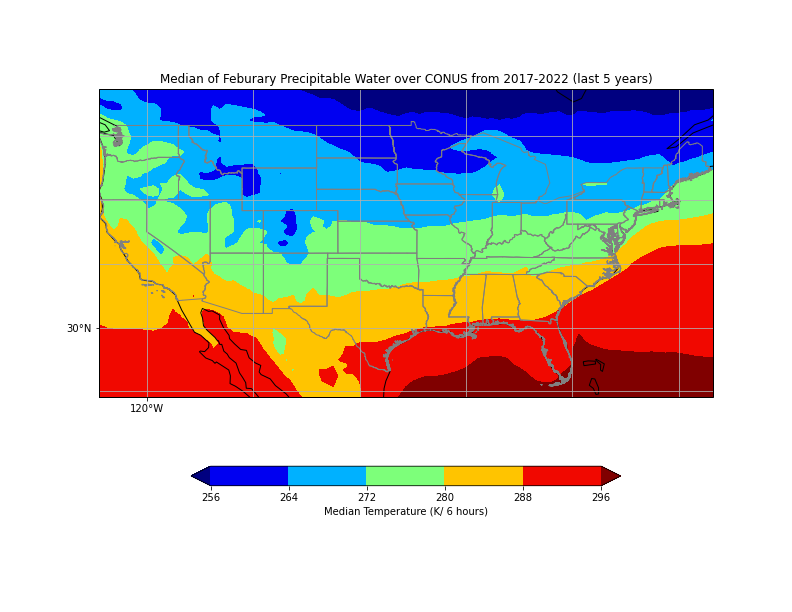 Median of Feburary Precipitable Water over CONUS from 2017-2022 (last 5 years)
30°N
120°W
256 264 272 280 288 296
Median Temperature (K/ 6 hours)